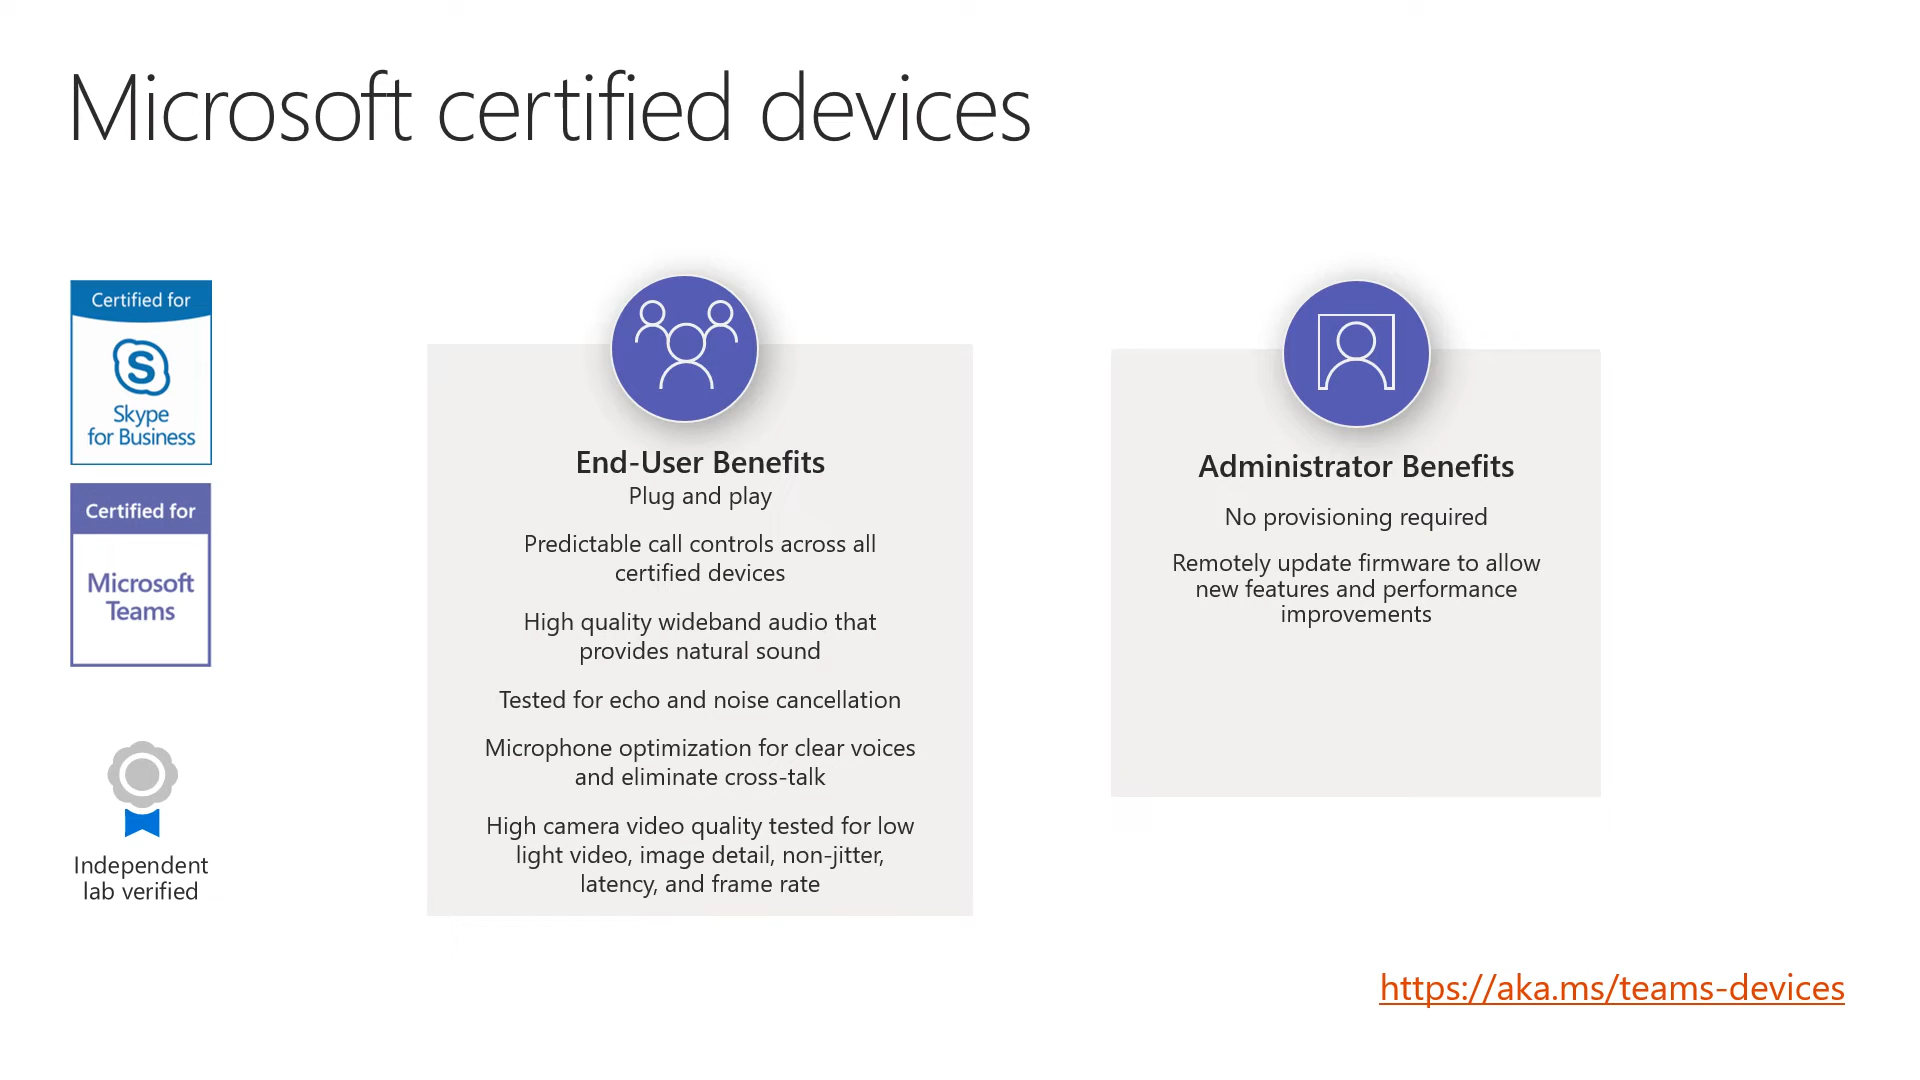 Microsoft certified devices
Certified for
S
Skype
for Business
Certified for
Microsoft
Teams
Independent
lab verified
End-User Benefits
Plug and play
Predictable call controls across all
certified devices
High quality wideband audio that
provides natural sound
Tested for echo and noise cancellation
Microphone optimization for clear voices
and eliminate cross-talk
High camera video quality tested for low
light video, image detail, non-jitter,
latency, and frame rate
Administrator Benefits
No provisioning required
Remotely update firmware to allow
new features and performance
improvements
https://aka.ms/teams-devices